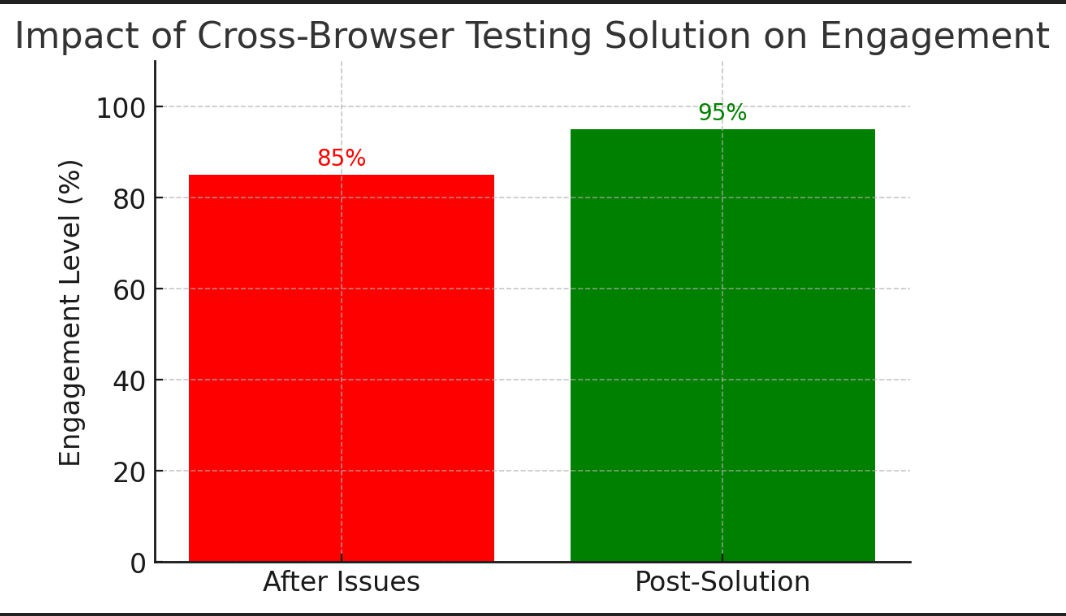 Impact of Cross-Browser Testing Solution on Engagement
Engagement Level (%)
100
80
60
40
20
0
85%
95%
After Issues
Post-Solution